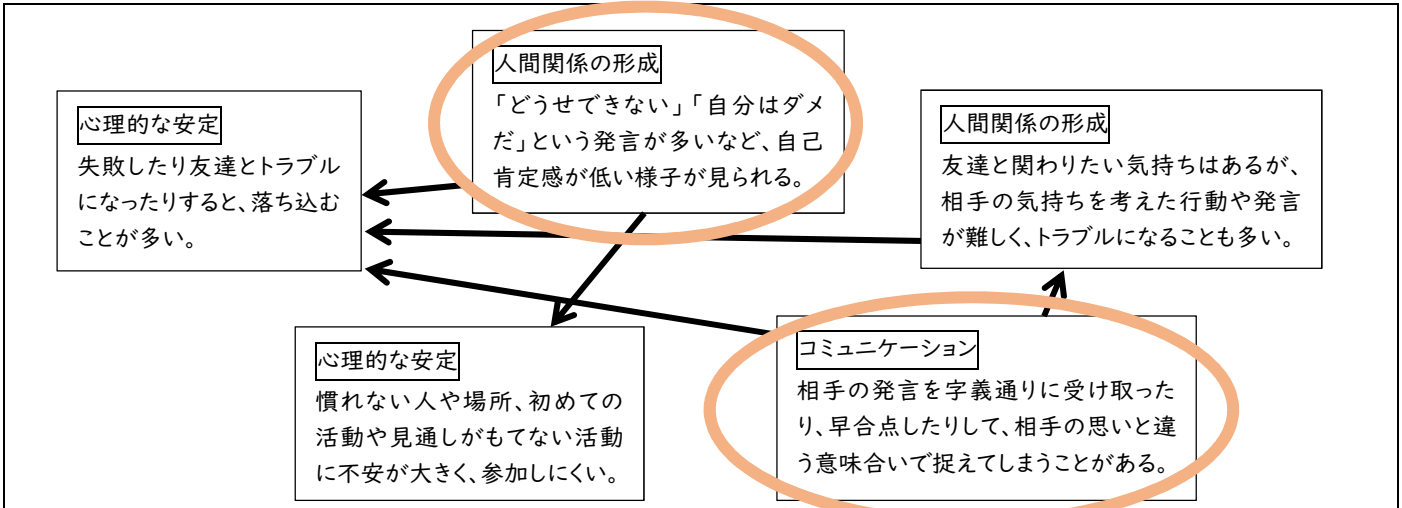 人間関係の形成
「どうせできない」「自分はダメ
だ」という発言が多いなど、自己
肯定感が低い様子が見られる。
心理的な安定
失敗したり友達とトラブル
になったりすると、落ち込む
ことが多い。
人間関係の形成
友達と関わりたい気持ちはあるが、
相手の気持ちを考えた行動や発言
が難しく、トラブルになることも多い。
心理的な安定
慣れない人や場所、初めての
活動や見通しがもてない活動
に不安が大きく、参加しにくい。
コミュニケーション
相手の発言を字義通りに受け取った
り、早合点したりして、相手の思いと違
う意味合いで捉えてしまうことがある。